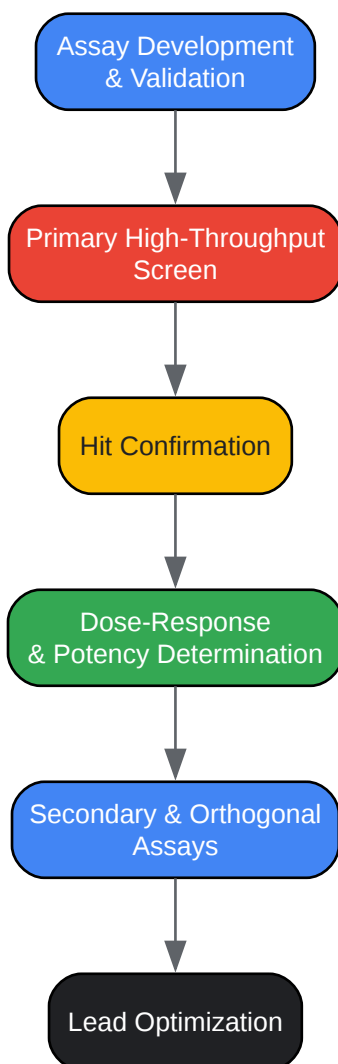 Assay Development
& Validation
Primary High-Throughput
Screen
Hit Confirmation
Dose-Response
& Potency Determination
Secondary & Orthogonal
Assays
Lead Optimization